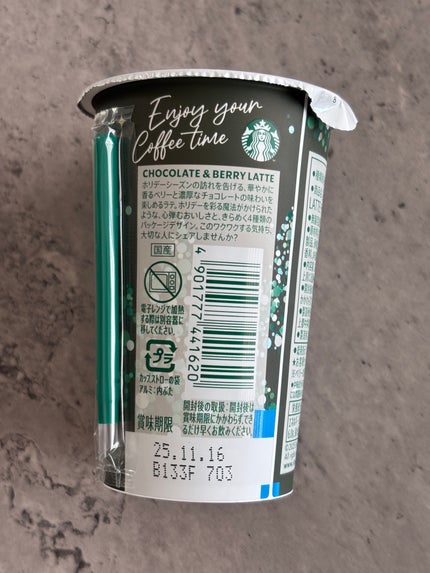 Enjoy your
Coffee time
CHOCOLATE & BERRY LATTE
ホリデーシーズンの訪れを告げる、華やかに
香るベリーと濃厚なチョコレートの味わいを
楽しめるラテ。ホリデーを彩る魔法がかけられた
ような、心弾むおいしさと、きらめく4種類の
パッケージデザイン。このワクワクする気持ち、
大切な人にシェアしませんか?
国産
電子レンジで加熱
する際は別容器に
移してください。
プラ
カップ,ストローの袋
アルミ:内ぶた
4 901777 441620
開封後の取扱:開封後は
賞味期限にかかわらず、でき
るだけ早くお飲みください。
賞味期限
25.11.16
B133F 703